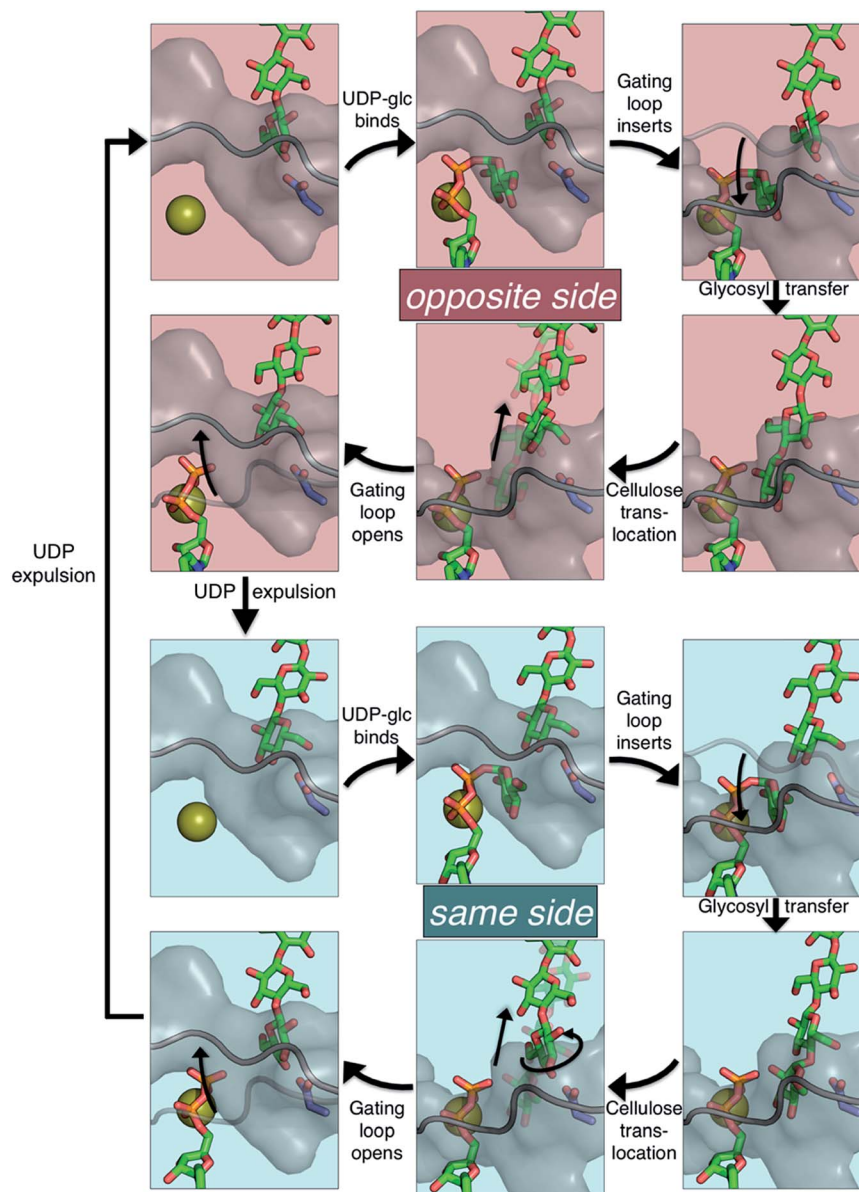 UDP-glc
binds
Gating
loop
inserts
opposite side
Glycosyl transfer
Gating
loop
opens
Cellulose
trans-
location
UDP
expulsion
UDP expulsion
UDP-glc
binds
Gating
loop
inserts
same side
Glycosyl transfer
Gating
loop
opens
Cellulose
trans-
location